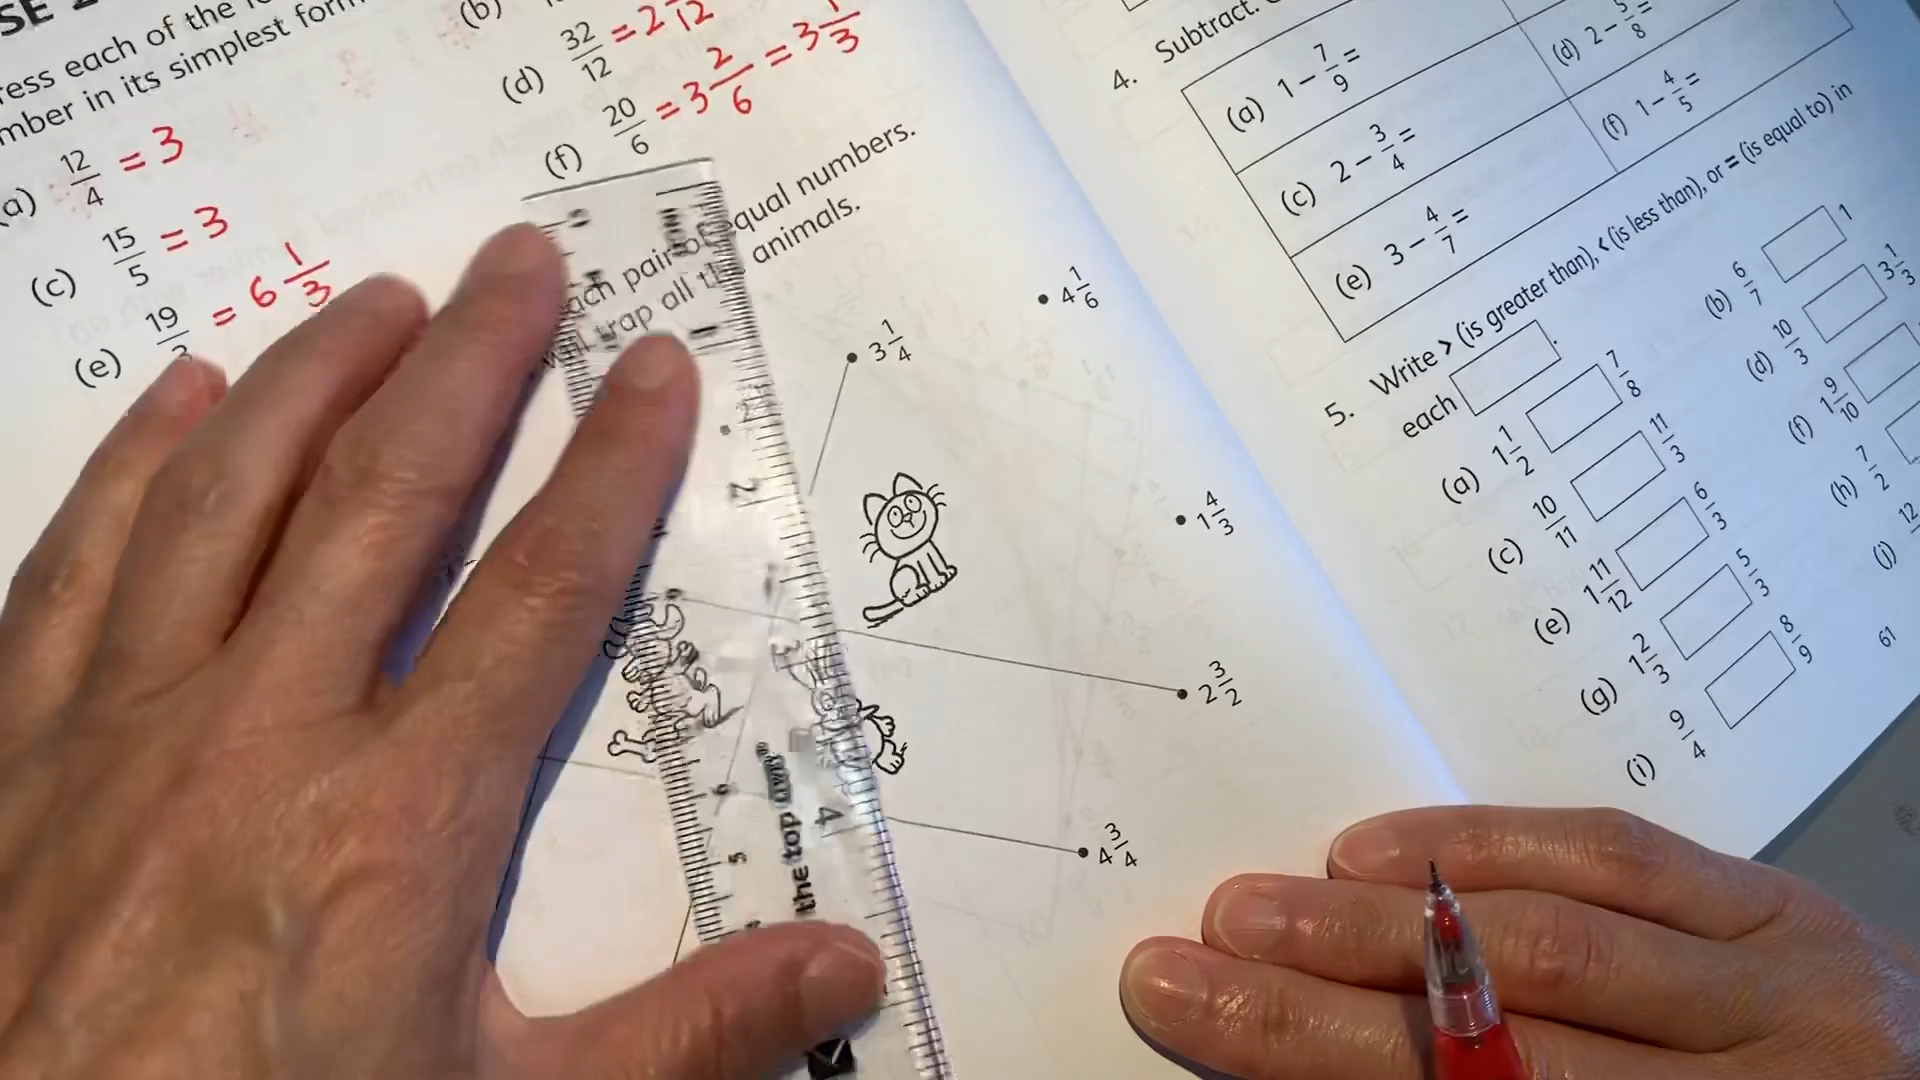 ress each of the
mber in its simplest form
(b)
(a) 12/4 = 3
(d) 32/12 = 2 /12
(c) 15/5 = 3
(f) 20/6 = 3 2/6 = 3 1/3
(e) 19/3 = 6 1/3
each pair of equal numbers.
will trap all the animals.
3 1/4
4 1/6
1 4/3
2 3/2
4 3/4
the top
2
4
5
6
4. Subtract.
(a) 1 − 7/9 =
(d) 2 − 5/8 =
(c) 2 − 3/4 =
(f) 1 − 4/5 =
(e) 3 − 4/7 =
5. Write > (is greater than), < (is less than), or = (is equal to) in
each .
(a) 1 1/2 7/8
(b) 6/7 1
(c) 10/11 11/3
(d) 10/3 3 1/3
(e) 1 11/12 6/3
(f) 1 9/10
(g) 1 2/3 5/3
(h) 7/2
(i) 9/4 8/9
(j) 12
61